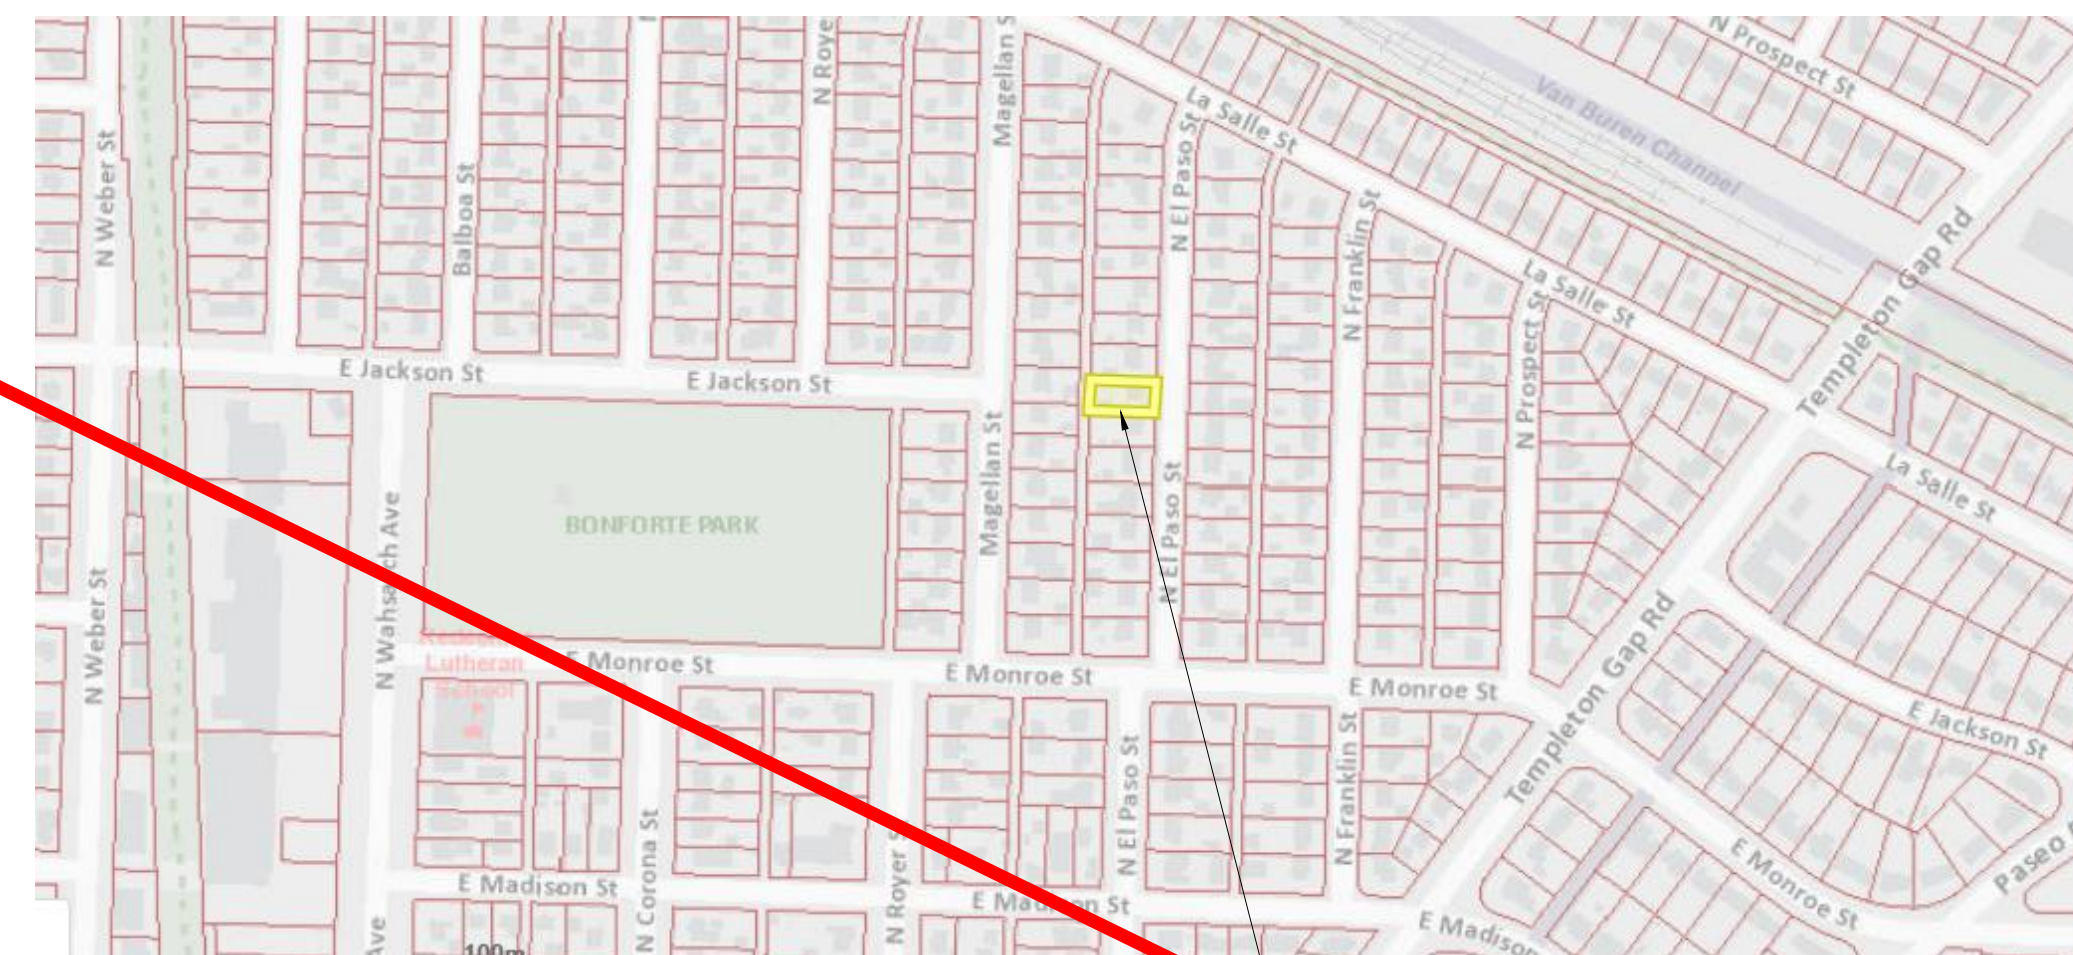 N Prospect St
N Roye
Magellan S
Van Buren Channel
La Salle St
N El Paso St
N Weber St
Balboa St
N Franklin St
Templeton Gap Rd
La Salle St
N Prospect St
E Jackson St
E Jackson St
Magellan St
La Salle St
N El Paso St
BONFORTE PARK
N Wahsatch Ave
N Weber St
Lutheran
School
E Monroe St
E Monroe St
E Monroe St
Templeton Gap Rd
E Jackson St
N El Paso St
N Franklin St
N Corona St
N Royer S
E Monroe St
Paseo
E Madison St
E Madison St
E Madison
Ave
100m